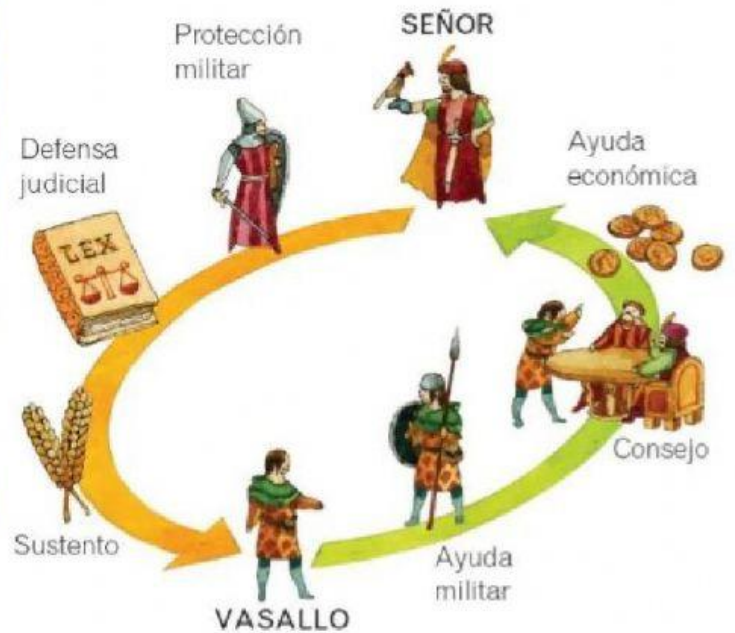 SEÑOR
Protección
militar
Defensa
judicial
LEX
Sustento
VASALLO
Ayuda
militar
Consejo
Ayuda
económica